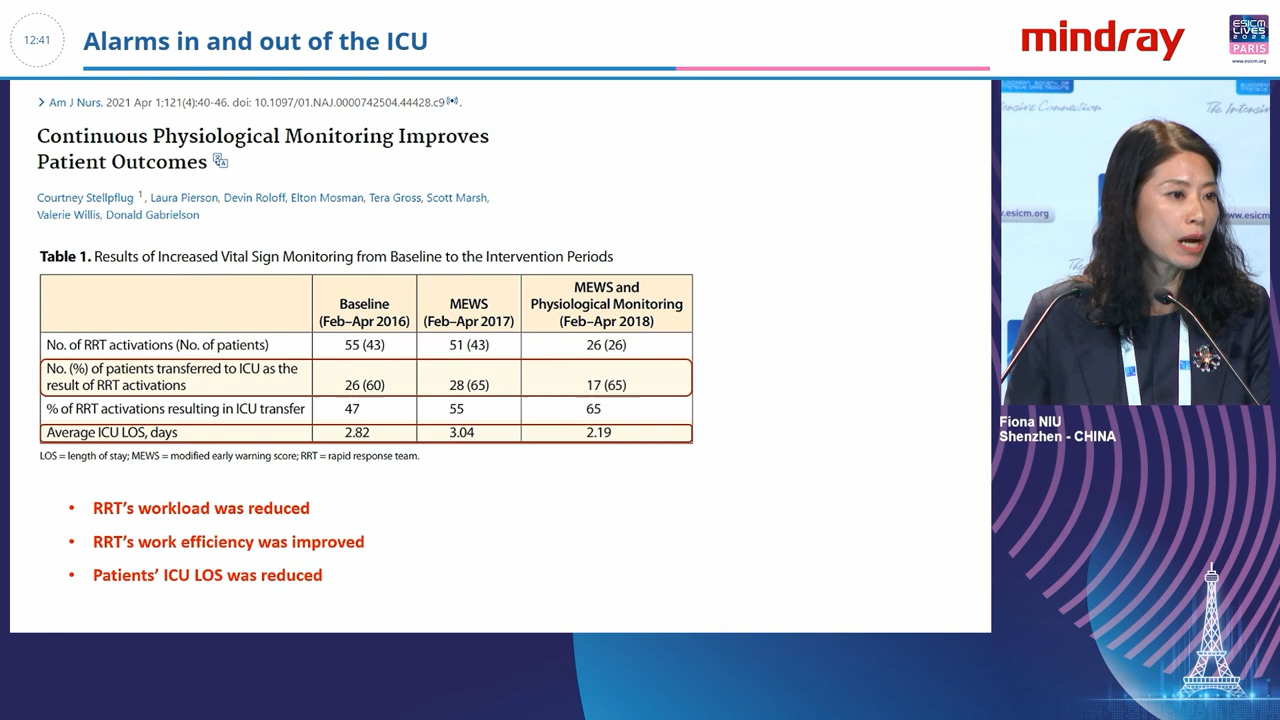 12:41
Alarms in and out of the ICU
mindray
ESICM
LIVES
2022
PARIS
www.esicm.org
Am J Nurs. 2021 Apr 1;121(4):40-46. doi: 10.1097/01.NAJ.0000742504.44428.c9
Continuous Physiological Monitoring Improves
Patient Outcomes
Courtney Stellpflug 1, Laura Pierson, Devin Roloff, Elton Mosman, Tera Gross, Scott Marsh,
Valerie Willis, Donald Gabrielson
Table 1. Results of Increased Vital Sign Monitoring from Baseline to the Intervention Periods
Baseline
(Feb–Apr 2016)
MEWS
(Feb–Apr 2017)
MEWS and
Physiological Monitoring
(Feb–Apr 2018)
No. of RRT activations (No. of patients) 55 (43) 51 (43) 26 (26)
No. (%) of patients transferred to ICU as the
result of RRT activations 26 (60) 28 (65) 17 (65)
% of RRT activations resulting in ICU transfer 47 55 65
Average ICU LOS, days 2.82 3.04 2.19
LOS = length of stay; MEWS = modified early warning score; RRT = rapid response team.
• RRT's workload was reduced
• RRT's work efficiency was improved
• Patients' ICU LOS was reduced
ensive Connection
The Intensiv
.esicm.org
www.esicm
Fiona NIU
Shenzhen - CHINA